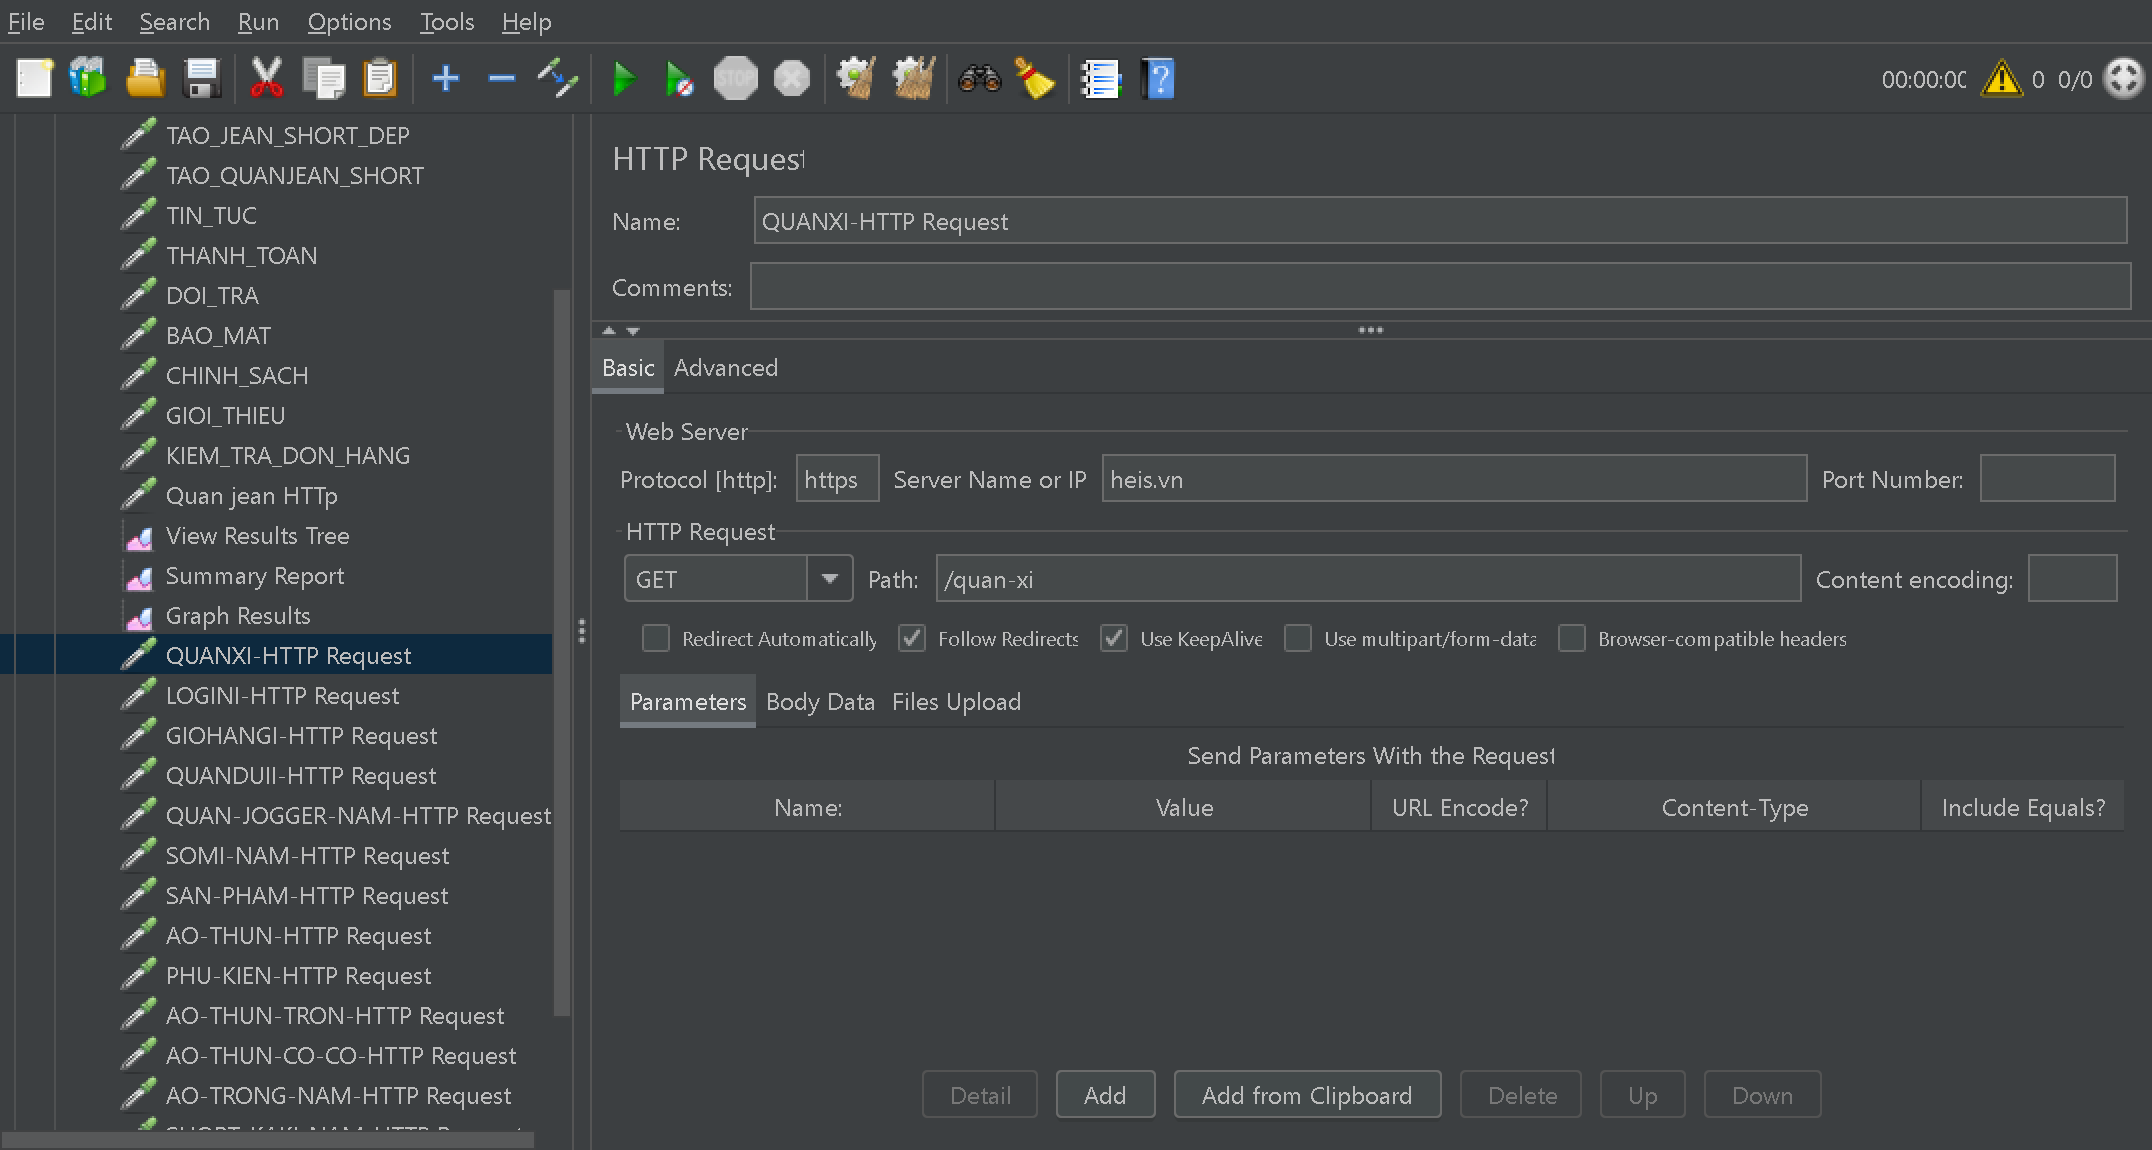 File Edit Search Run Options Tools Help
STOP 00:00:00 0 0/0
TAO_JEAN_SHORT_DEP
TAO_QUANJEAN_SHORT
TIN_TUC
THANH_TOAN
DOI_TRA
BAO_MAT
CHINH_SACH
GIOI_THIEU
KIEM_TRA_DON_HANG
Quan jean HTTp
View Results Tree
Summary Report
Graph Results
QUANXI-HTTP Request
LOGINI-HTTP Request
GIOHANGI-HTTP Request
QUANDUII-HTTP Request
QUAN-JOGGER-NAM-HTTP Request
SOMI-NAM-HTTP Request
SAN-PHAM-HTTP Request
AO-THUN-HTTP Request
PHU-KIEN-HTTP Request
AO-THUN-TRON-HTTP Request
AO-THUN-CO-CO-HTTP Request
AO-TRONG-NAM-HTTP Request
HTTP Request
Name: QUANXI-HTTP Request
Comments:
Basic Advanced
Web Server
Protocol [http]: https Server Name or IP heis.vn Port Number:
HTTP Request
GET Path: /quan-xi Content encoding:
Redirect Automatically Follow Redirects Use KeepAlive Use multipart/form-data Browser-compatible headers
Parameters Body Data Files Upload
Send Parameters With the Request
Name: Value URL Encode? Content-Type Include Equals?
Detail Add Add from Clipboard Delete Up Down